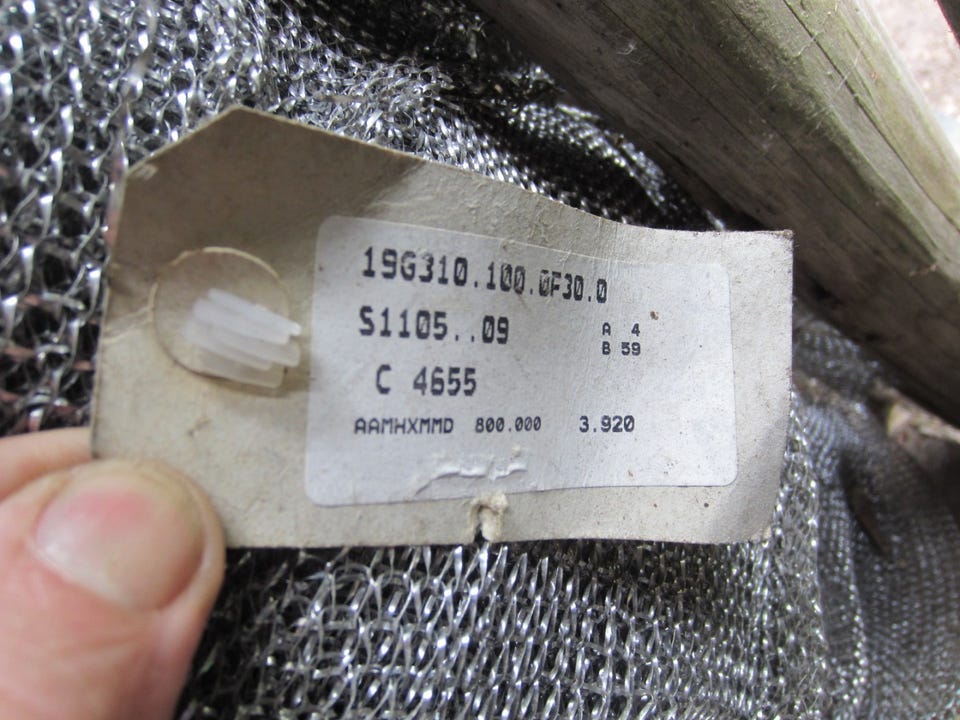 19G310.100.0F30.0
S1105..09
A 4
B 59
C 4655
AAMHXMMD 800.000 3.920